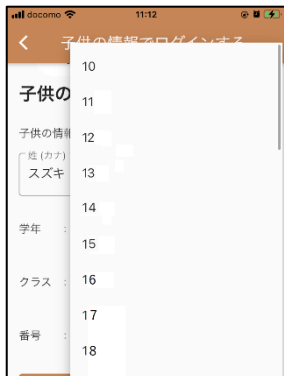 docomo 11:12
子供の情報でログインする
子供の
子供の情
姓 (カナ)
スズキ
学年 :
クラス :
番号 :
10
11
12
13
14
15
16
17
18